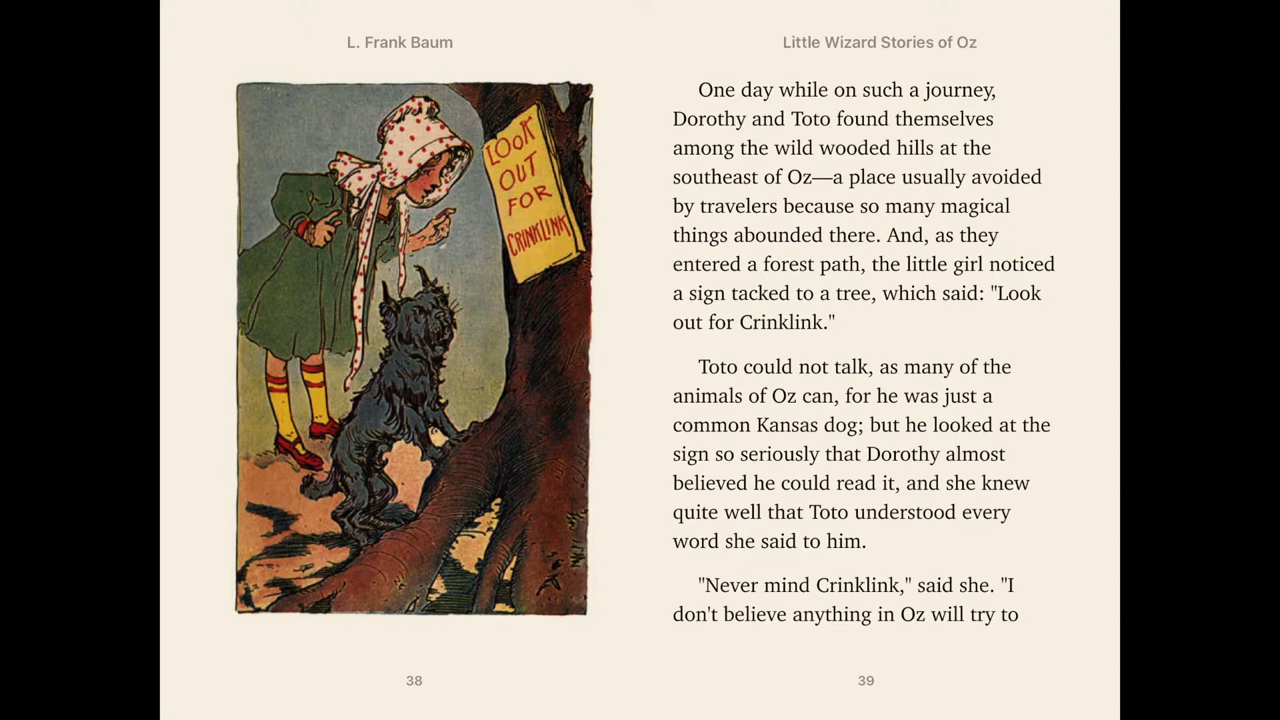 L. Frank Baum
LOOK
OUT
FOR
CRINKLINK
38
Little Wizard Stories of Oz
One day while on such a journey,
Dorothy and Toto found themselves
among the wild wooded hills at the
southeast of Oz—a place usually avoided
by travelers because so many magical
things abounded there. And, as they
entered a forest path, the little girl noticed
a sign tacked to a tree, which said: "Look
out for Crinklink."
Toto could not talk, as many of the
animals of Oz can, for he was just a
common Kansas dog; but he looked at the
sign so seriously that Dorothy almost
believed he could read it, and she knew
quite well that Toto understood every
word she said to him.
"Never mind Crinklink," said she. "I
don't believe anything in Oz will try to
39